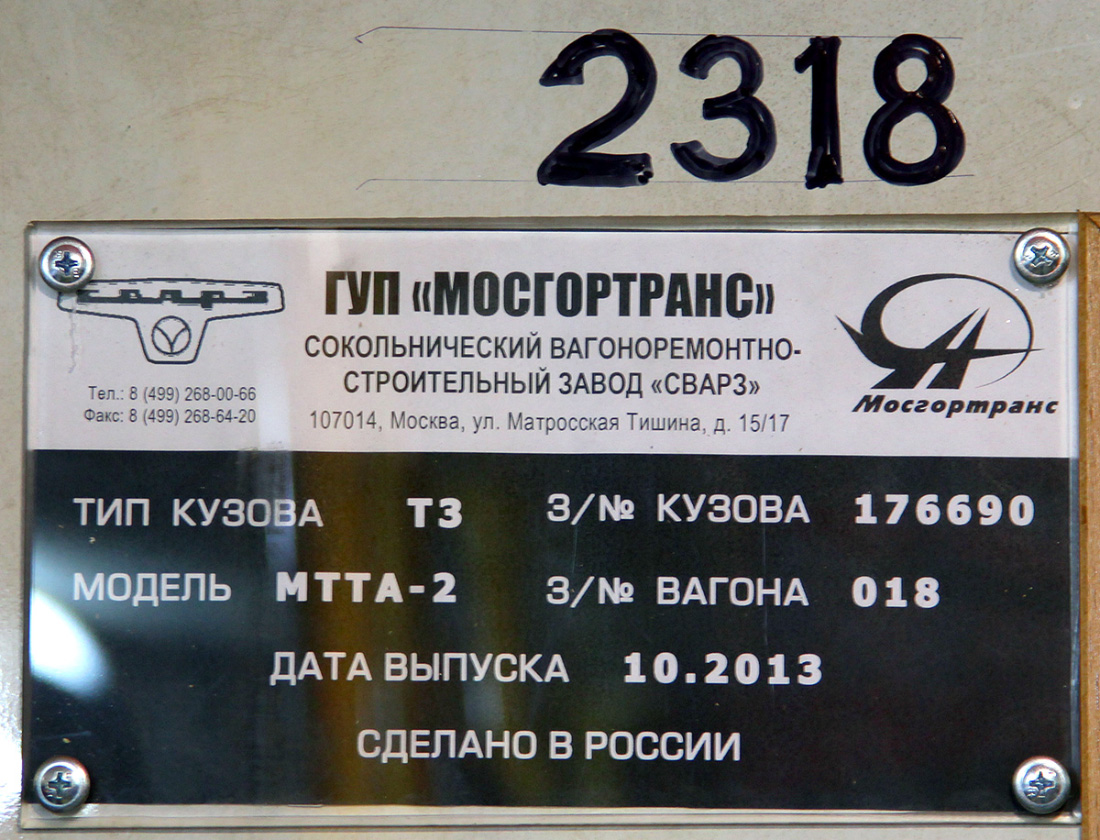 2318
СВАРЗ
ГУП «МОСГОРТРАНС»
СОКОЛЬНИЧЕСКИЙ ВАГОНОРЕМОНТНО-
СТРОИТЕЛЬНЫЙ ЗАВОД «СВАРЗ»
107014, Москва, ул. Матросская Тишина, д. 15/17
Тел.: 8 (499) 268-00-66
Факс: 8 (499) 268-64-20
Мосгортранс
ТИП КУЗОВА Т3 З/№ КУЗОВА 176690
МОДЕЛЬ МТТА-2 З/№ ВАГОНА 018
ДАТА ВЫПУСКА 10.2013
СДЕЛАНО В РОССИИ